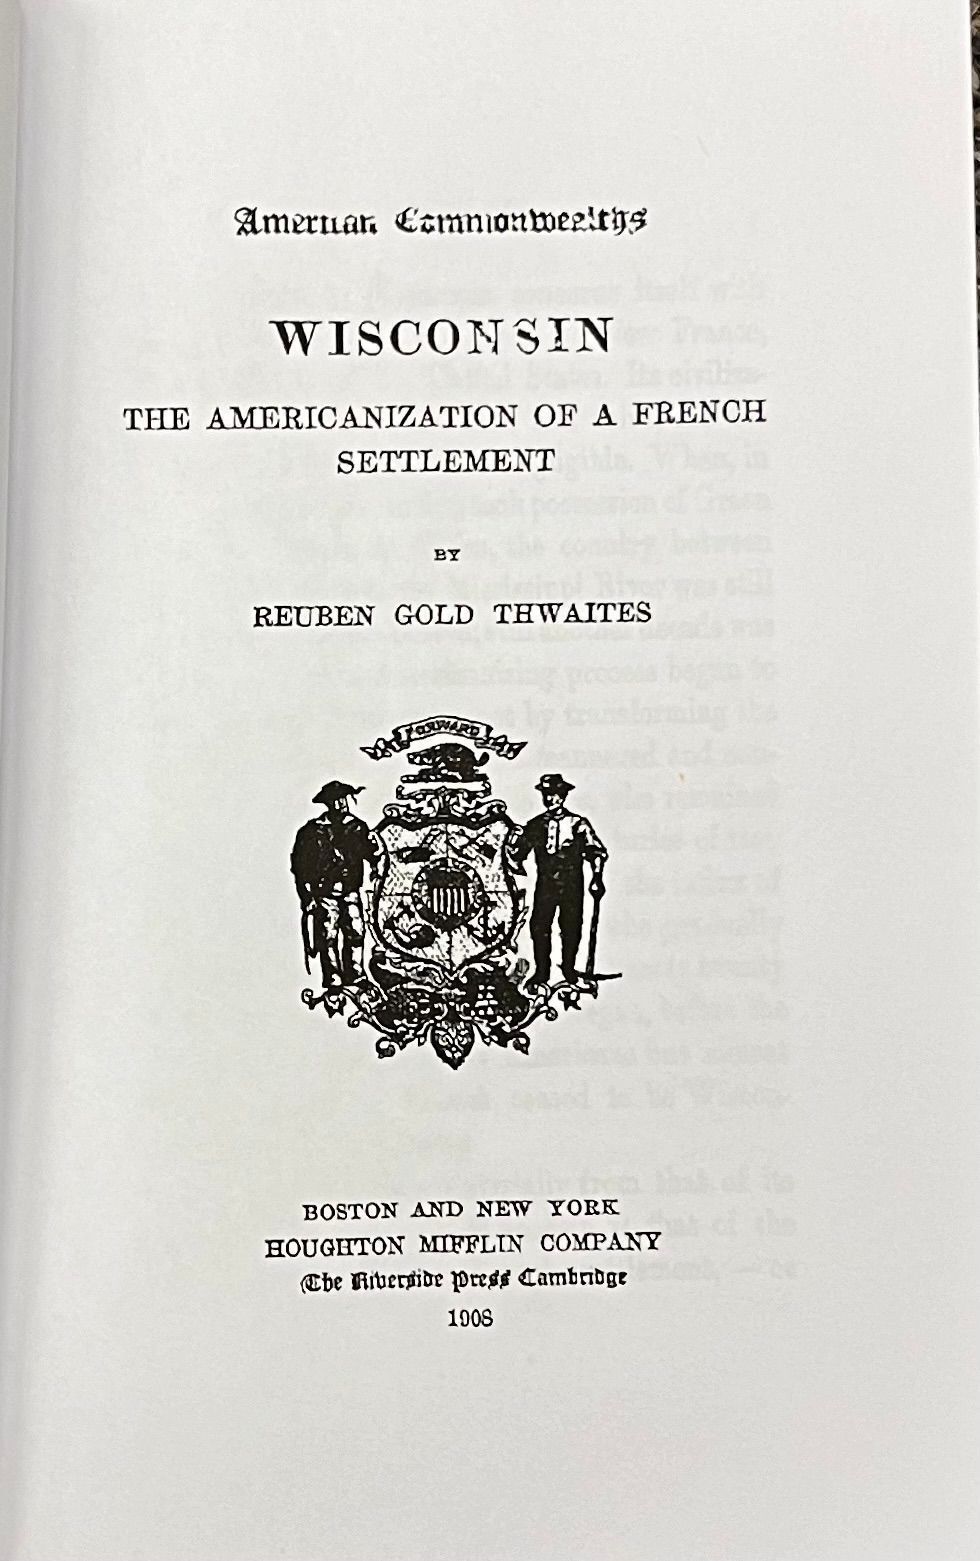 American Commonwealths
WISCONSIN
THE AMERICANIZATION OF A FRENCH
SETTLEMENT
BY
REUBEN GOLD THWAITES
FORWARD
BOSTON AND NEW YORK
HOUGHTON MIFFLIN COMPANY
The Riverside Press Cambridge
1908